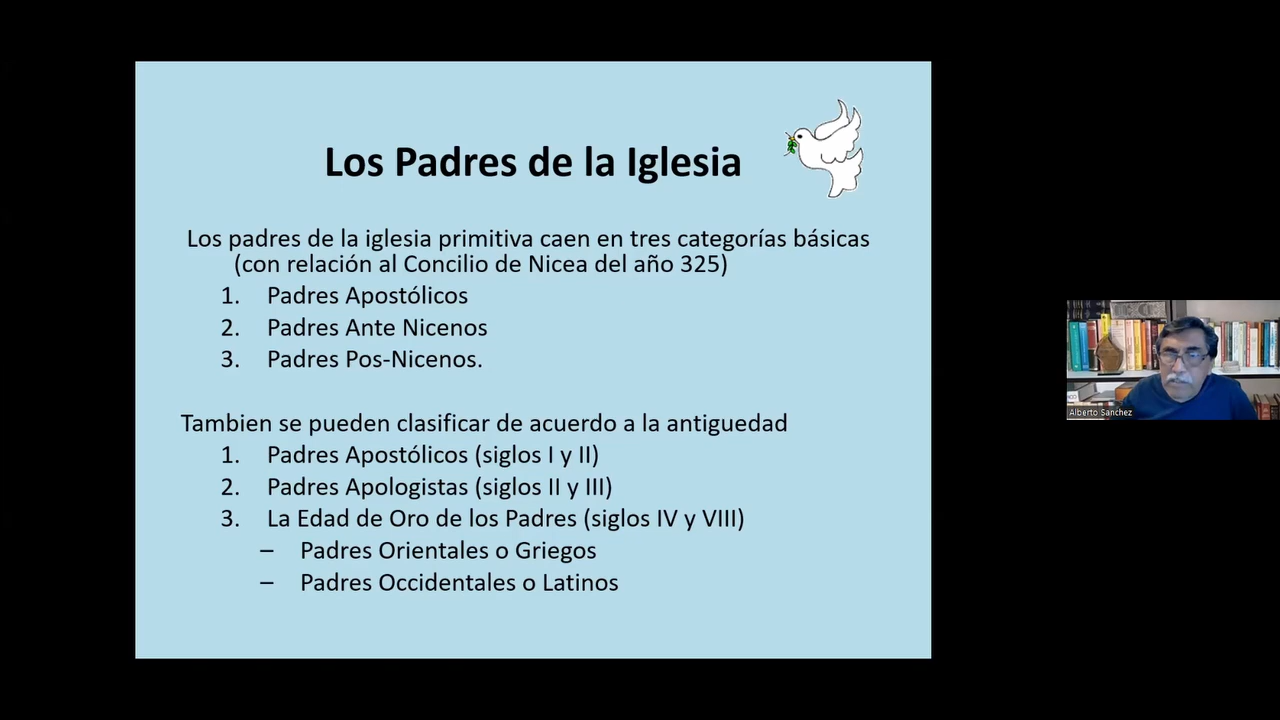 Los Padres de la Iglesia
Los padres de la iglesia primitiva caen en tres categorías básicas
(con relación al Concilio de Nicea del año 325)
1. Padres Apostólicos
2. Padres Ante Nicenos
3. Padres Pos-Nicenos.
Tambien se pueden clasificar de acuerdo a la antiguedad
1. Padres Apostólicos (siglos I y II)
2. Padres Apologistas (siglos II y III)
3. La Edad de Oro de los Padres (siglos IV y VIII)
– Padres Orientales o Griegos
– Padres Occidentales o Latinos
Alberto Sanchez